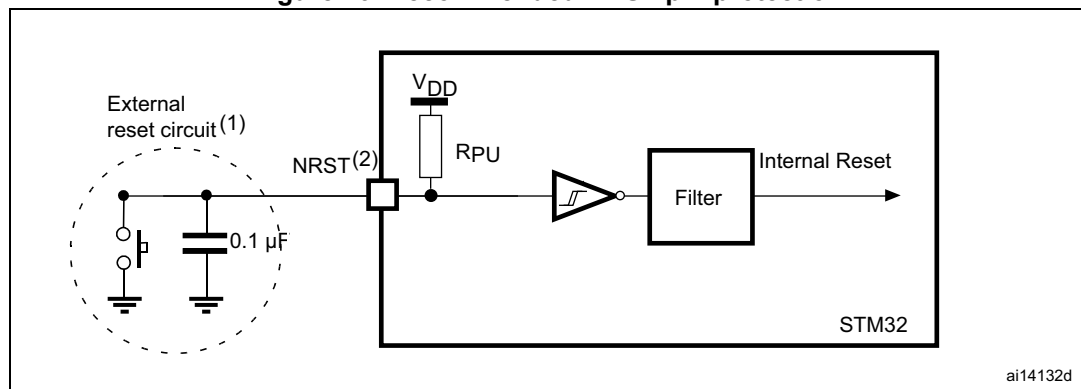 External
reset circuit(1)
VDD
NRST(2)
RPU
0.1 µF
Filter
Internal Reset
STM32
ai14132d